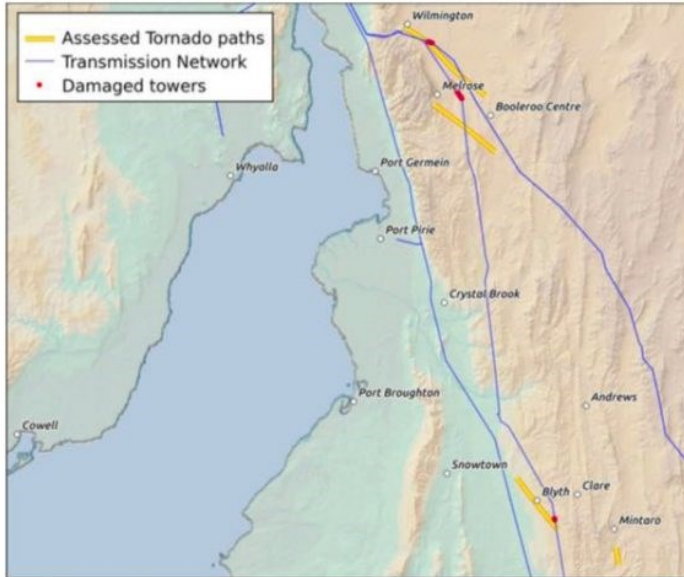 Assessed Tornado paths
Transmission Network
Damaged towers
Wilmington
Melrose
Booleroo Centre
Whyalla
Port Germein
Port Pirie
Crystal Brook
Port Broughton
Andrews
Cowell
Snowtown
Blyth
Clare
Mintaro